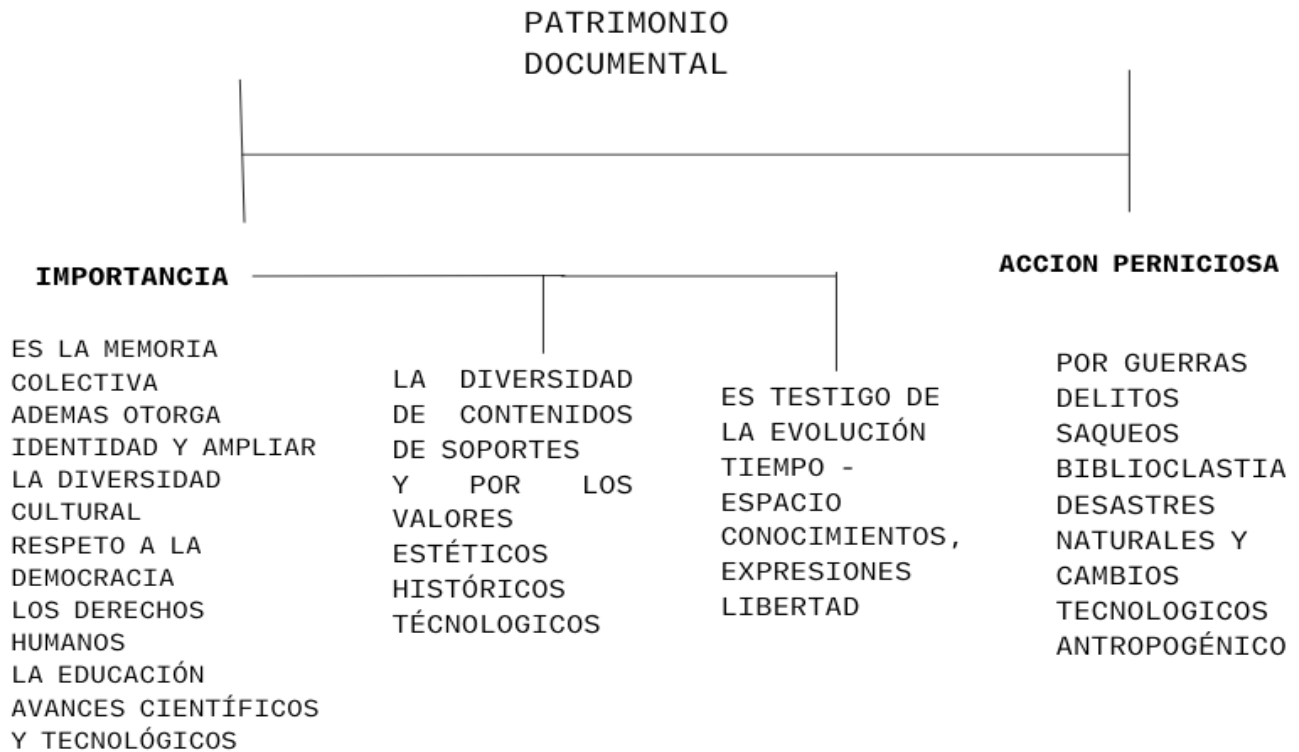 PATRIMONIO
DOCUMENTAL
IMPORTANCIA
ES LA MEMORIA
COLECTIVA
ADEMAS OTORGA
IDENTIDAD Y AMPLIAR
LA DIVERSIDAD
CULTURAL
RESPETO A LA
DEMOCRACIA
LOS DERECHOS
HUMANOS
LA EDUCACIÓN
AVANCES CIENTÍFICOS
Y TECNOLÓGICOS
LA DIVERSIDAD
DE CONTENIDOS
DE SOPORTES
Y POR LOS
VALORES
ESTÉTICOS
HISTÓRICOS
TÉCNOLOGICOS
ES TESTIGO DE
LA EVOLUCIÓN
TIEMPO -
ESPACIO
CONOCIMIENTOS,
EXPRESIONES
LIBERTAD
ACCION PERNICIOSA
POR GUERRAS
DELITOS
SAQUEOS
BIBLIOCLASTIA
DESASTRES
NATURALES Y
CAMBIOS
TECNOLOGICOS
ANTROPOGÉNICO